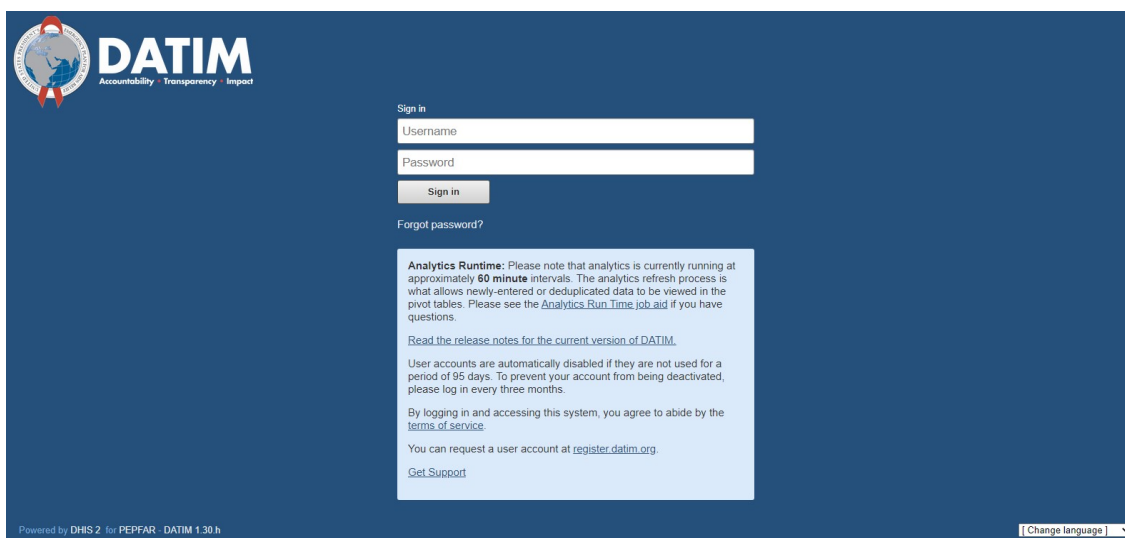 DATIM
Accountability • Transparency • Impact
Sign in
Username
Password
Sign in
Forgot password?
Analytics Runtime: Please note that analytics is currently running at
approximately 60 minute intervals. The analytics refresh process is
what allows newly-entered or deduplicated data to be viewed in the
pivot tables. Please see the Analytics Run Time job aid if you have
questions.
Read the release notes for the current version of DATIM.
User accounts are automatically disabled if they are not used for a
period of 95 days. To prevent your account from being deactivated,
please log in every three months.
By logging in and accessing this system, you agree to abide by the
terms of service.
You can request a user account at register.datim.org.
Get Support
Powered by DHIS 2 for PEPFAR - DATIM 1.30.h
[ Change language ]